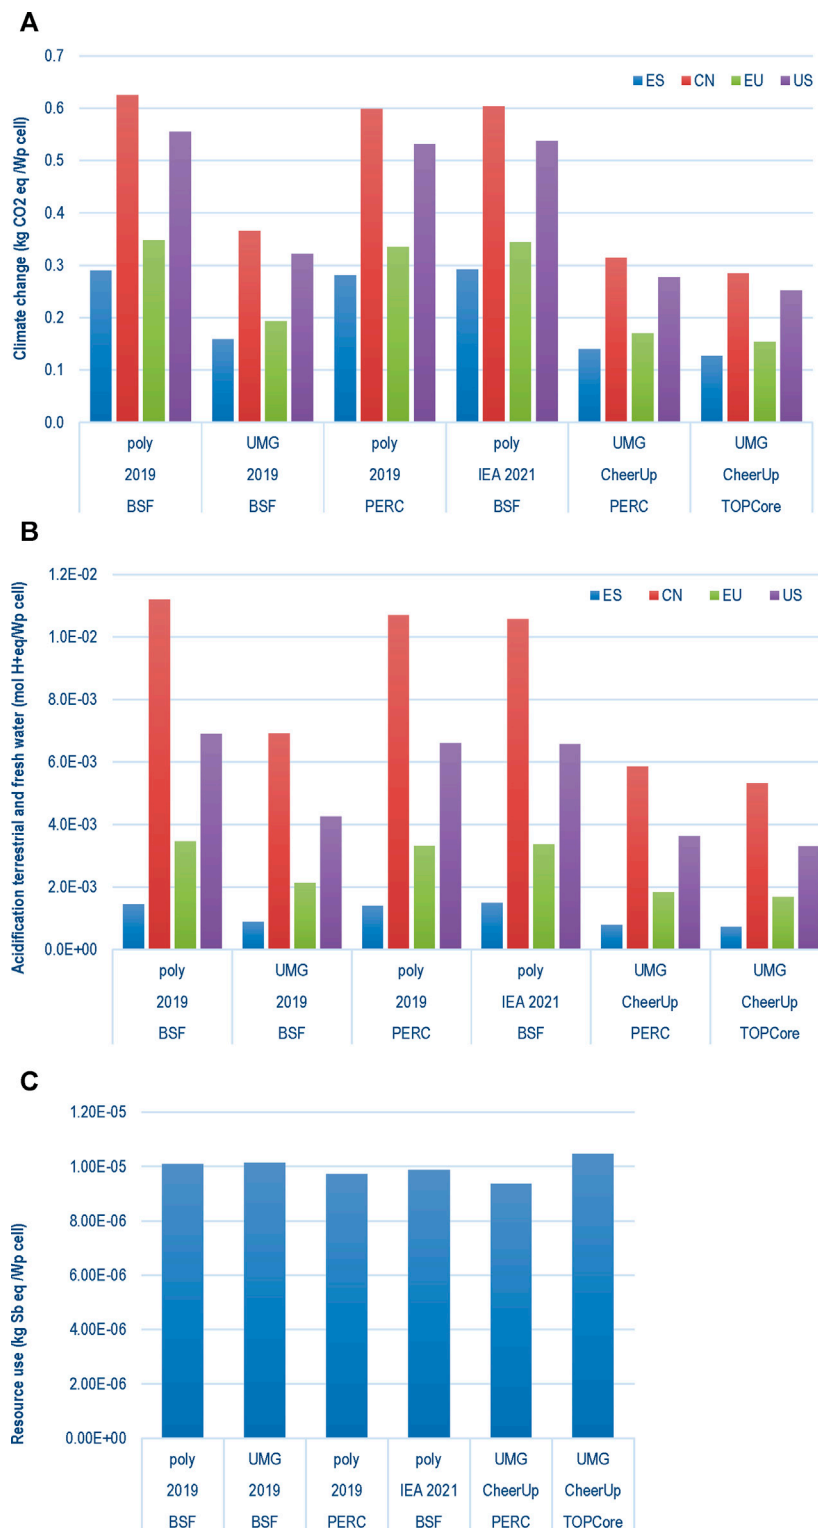 A
0.7
ES CN EU US
0.6
0.5
0.4
0.3
0.2
0.1
0.0
Climate change (kg CO2 eq /Wp cell)
poly UMG poly poly UMG UMG
2019 2019 2019 IEA 2021 CheerUp CheerUp
BSF BSF PERC BSF PERC TOPCore
B
1.2E-02
ES CN EU US
1.0E-02
8.0E-03
6.0E-03
4.0E-03
2.0E-03
0.0E+00
Acidification terrestrial and fresh water (mol H+eq/Wp cell)
poly UMG poly poly UMG UMG
2019 2019 2019 IEA 2021 CheerUp CheerUp
BSF BSF PERC BSF PERC TOPCore
C
1.20E-05
1.00E-05
8.00E-06
6.00E-06
4.00E-06
2.00E-06
0.00E+00
Resource use (kg Sb eq /Wp cell)
poly UMG poly poly UMG UMG
2019 2019 2019 IEA 2021 CheerUp CheerUp
BSF BSF PERC BSF PERC TOPCore